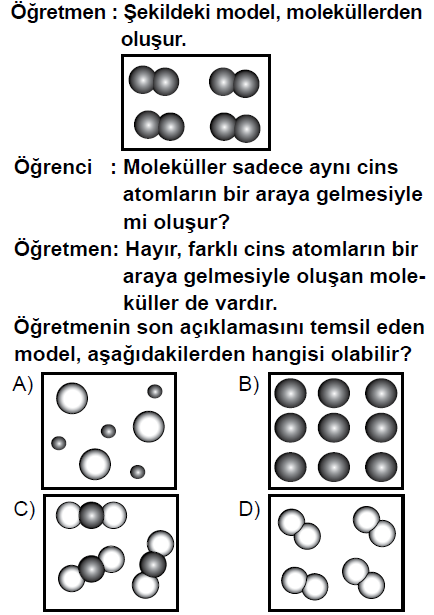 Öğretmen : Şekildeki model, moleküllerden
oluşur.
Öğrenci : Moleküller sadece aynı cins
atomların bir araya gelmesiyle
mi oluşur?
Öğretmen: Hayır, farklı cins atomların bir
araya gelmesiyle oluşan mole-
küller de vardır.
Öğretmenin son açıklamasını temsil eden
model, aşağıdakilerden hangisi olabilir?
A) B)
C) D)